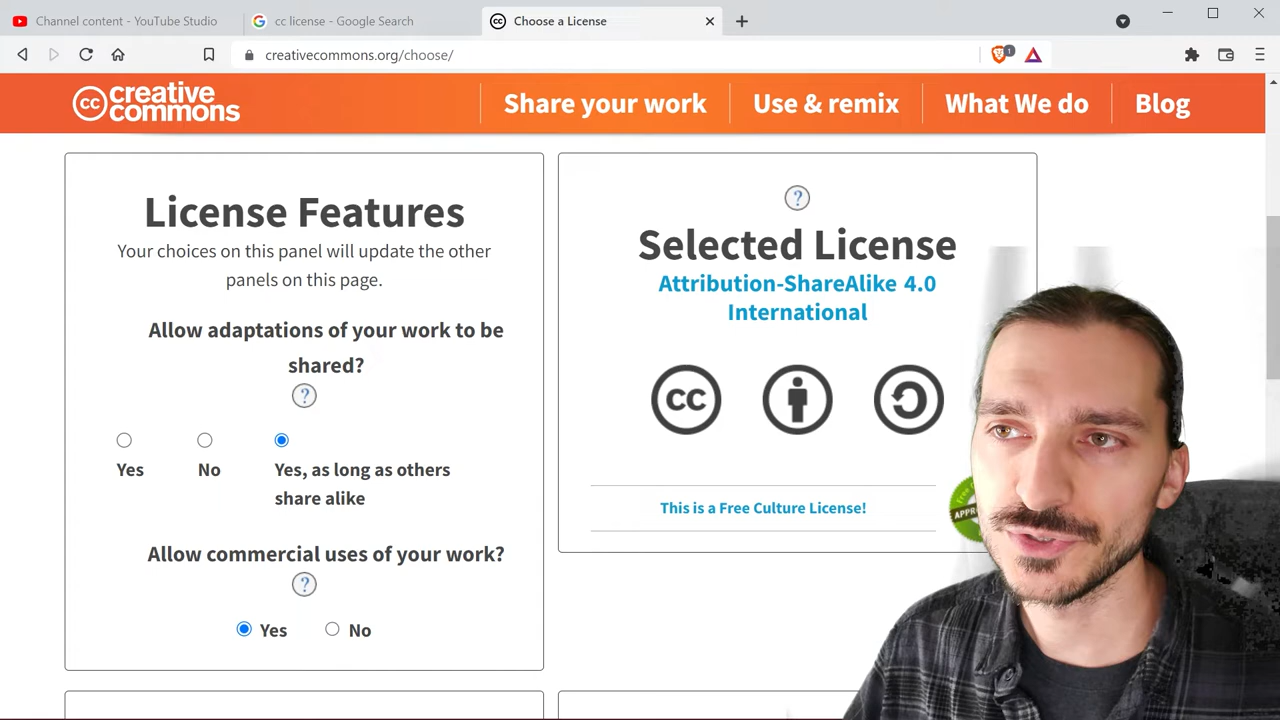 Channel content - YouTube Studio
cc license - Google Search
Choose a License
creativecommons.org/choose/
1
cc creative commons
Share your work
Use & remix
What We do
Blog
License Features
Your choices on this panel will update the other
panels on this page.
Allow adaptations of your work to be
shared?
?
Yes
No
Yes, as long as others
share alike
Allow commercial uses of your work?
?
Yes
No
?
Selected License
Attribution-ShareAlike 4.0
International
cc
This is a Free Culture License!